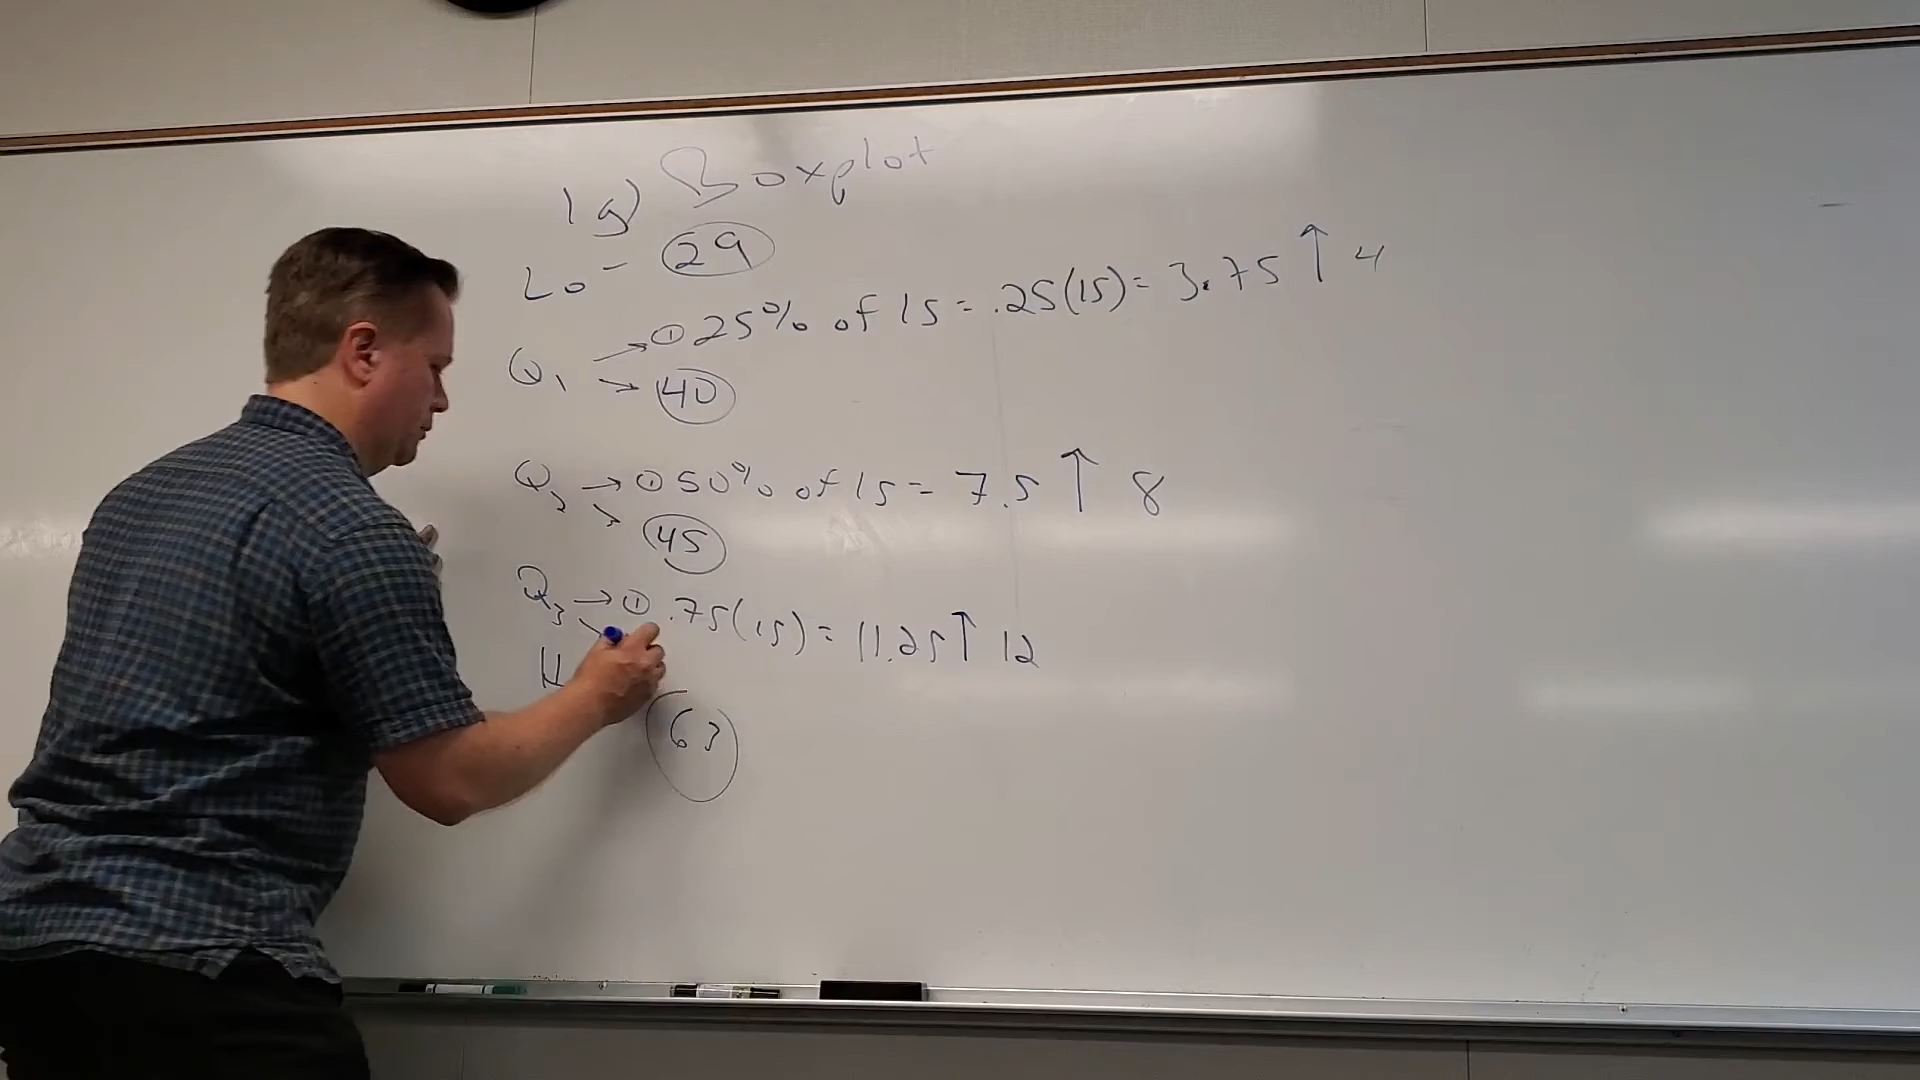 1g) Boxplot
Lo - 29
Q1 → ① 25% of 15 = .25(15) = 3.75 ↑ 4
→ 40
Q2 → ① 50% of 15 = 7.5 ↑ 8
→ 45
Q3 → ① .75(15) = 11.25 ↑ 12
H
63